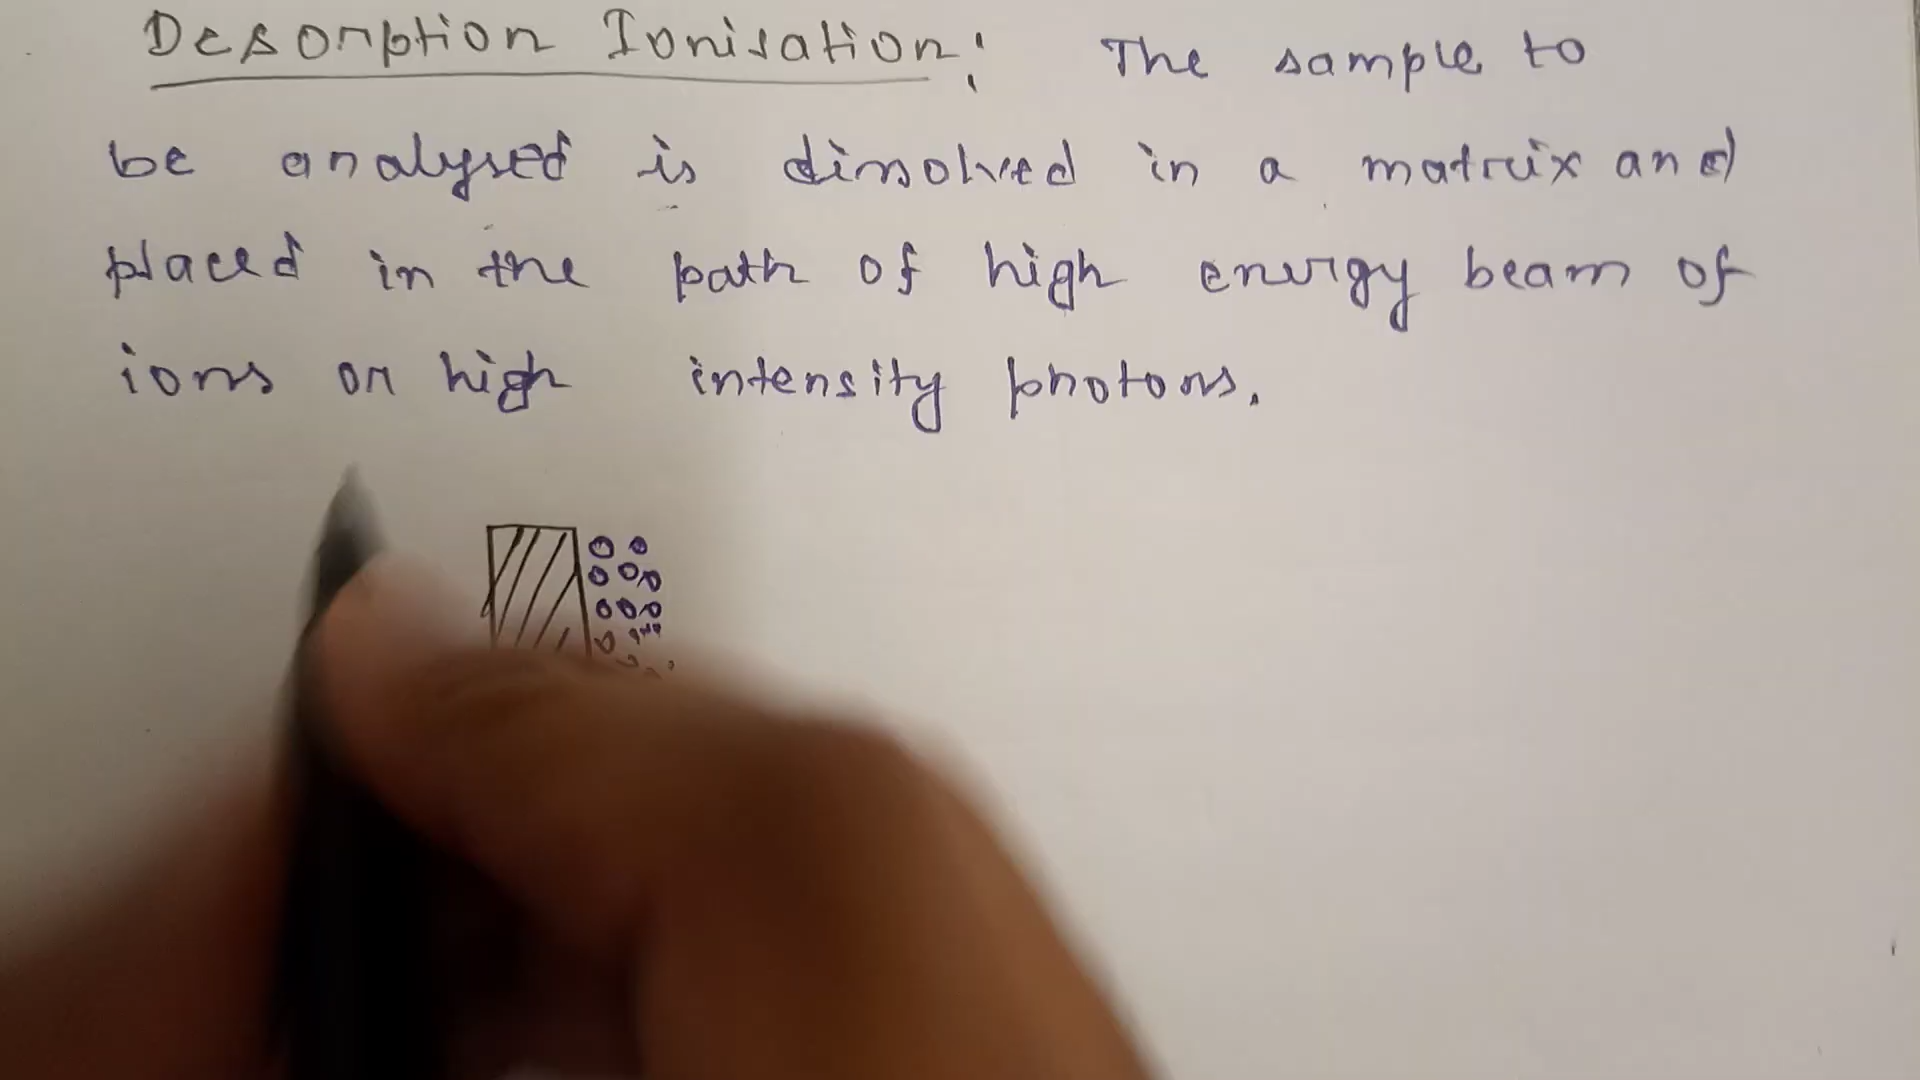 Desorption Ionisation: The sample to
be analysed is dissolved in a matrix and
placed in the path of high energy beam of
ions or high intensity photons.